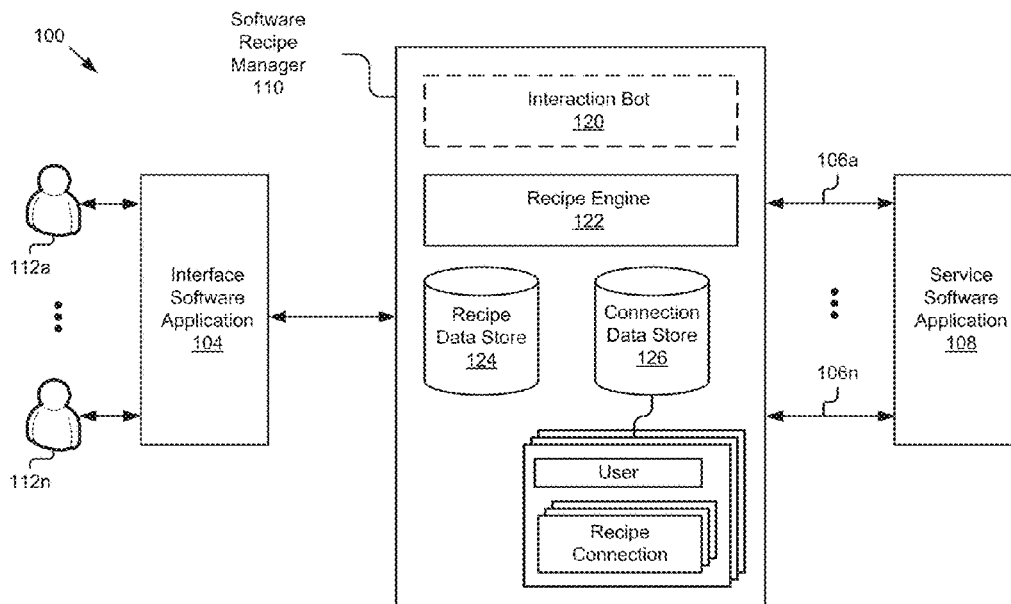 100
Software
Recipe
Manager
110
Interaction Bot
120
106a
Recipe Engine
122
112a
Interface
Software
Application
104
Recipe
Data Store
124
Connection
Data Store
126
Service
Software
Application
108
106n
112n
User
Recipe
Connection